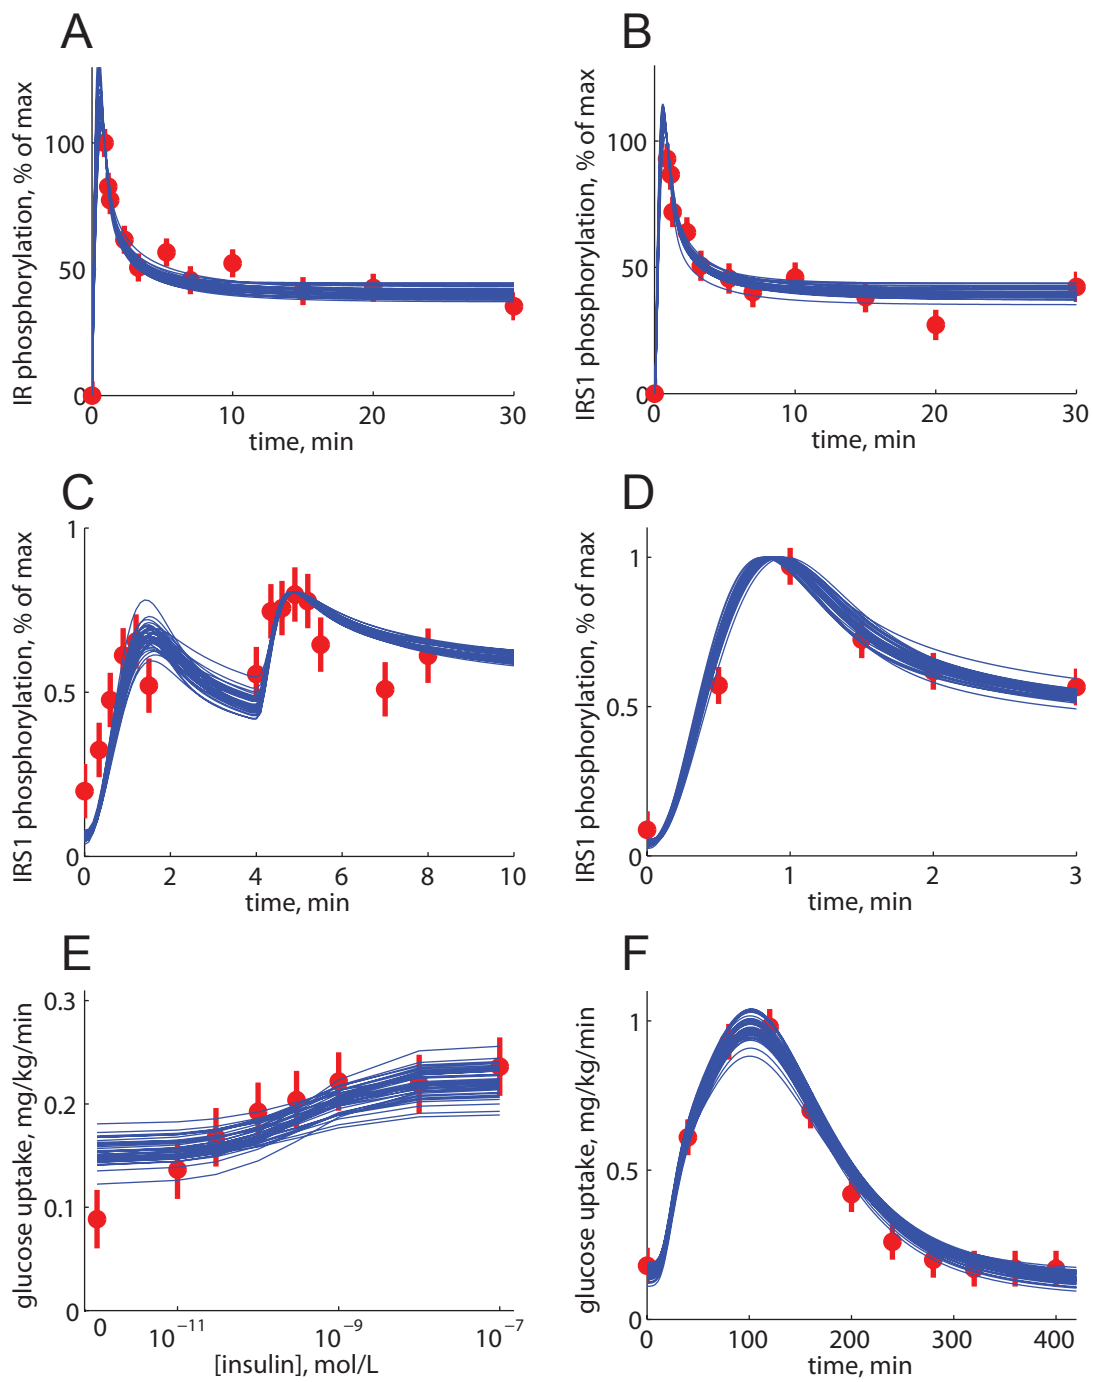 A
IR phosphorylation, % of max
100
50
0
0 10 20 30
time, min
B
IRS1 phosphorylation, % of max
100
50
0
0 10 20 30
time, min
C
IRS1 phosphorylation, % of max
1
0.5
0
0 2 4 6 8 10
time, min
D
IRS1 phosphorylation, % of max
1
0.5
0
0 1 2 3
time, min
E
glucose uptake, mg/kg/min
0.3
0.2
0.1
0
0 10⁻¹¹ 10⁻⁹ 10⁻⁷
[insulin], mol/L
F
glucose uptake, mg/kg/min
1
0.5
0
0 100 200 300 400
time, min